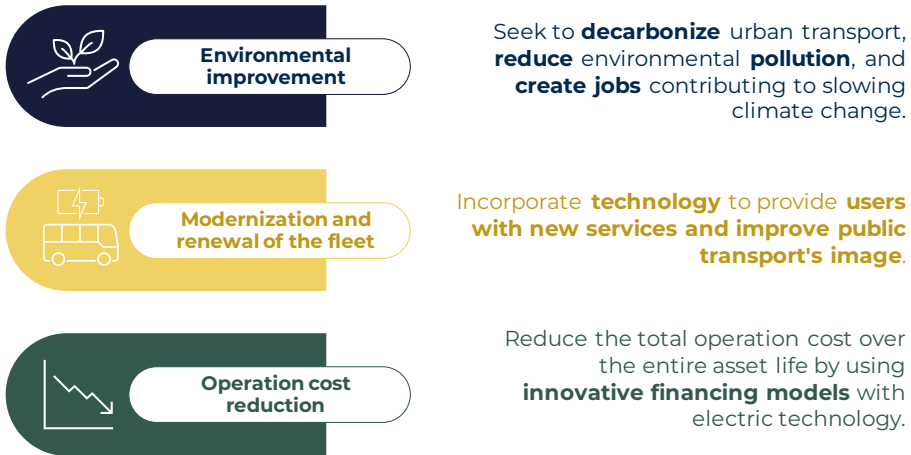 Environmental
improvement
Seek to decarbonize urban transport,
reduce environmental pollution, and
create jobs contributing to slowing
climate change.
Modernization and
renewal of the fleet
Incorporate technology to provide users
with new services and improve public
transport's image.
Operation cost
reduction
Reduce the total operation cost over
the entire asset life by using
innovative financing models with
electric technology.